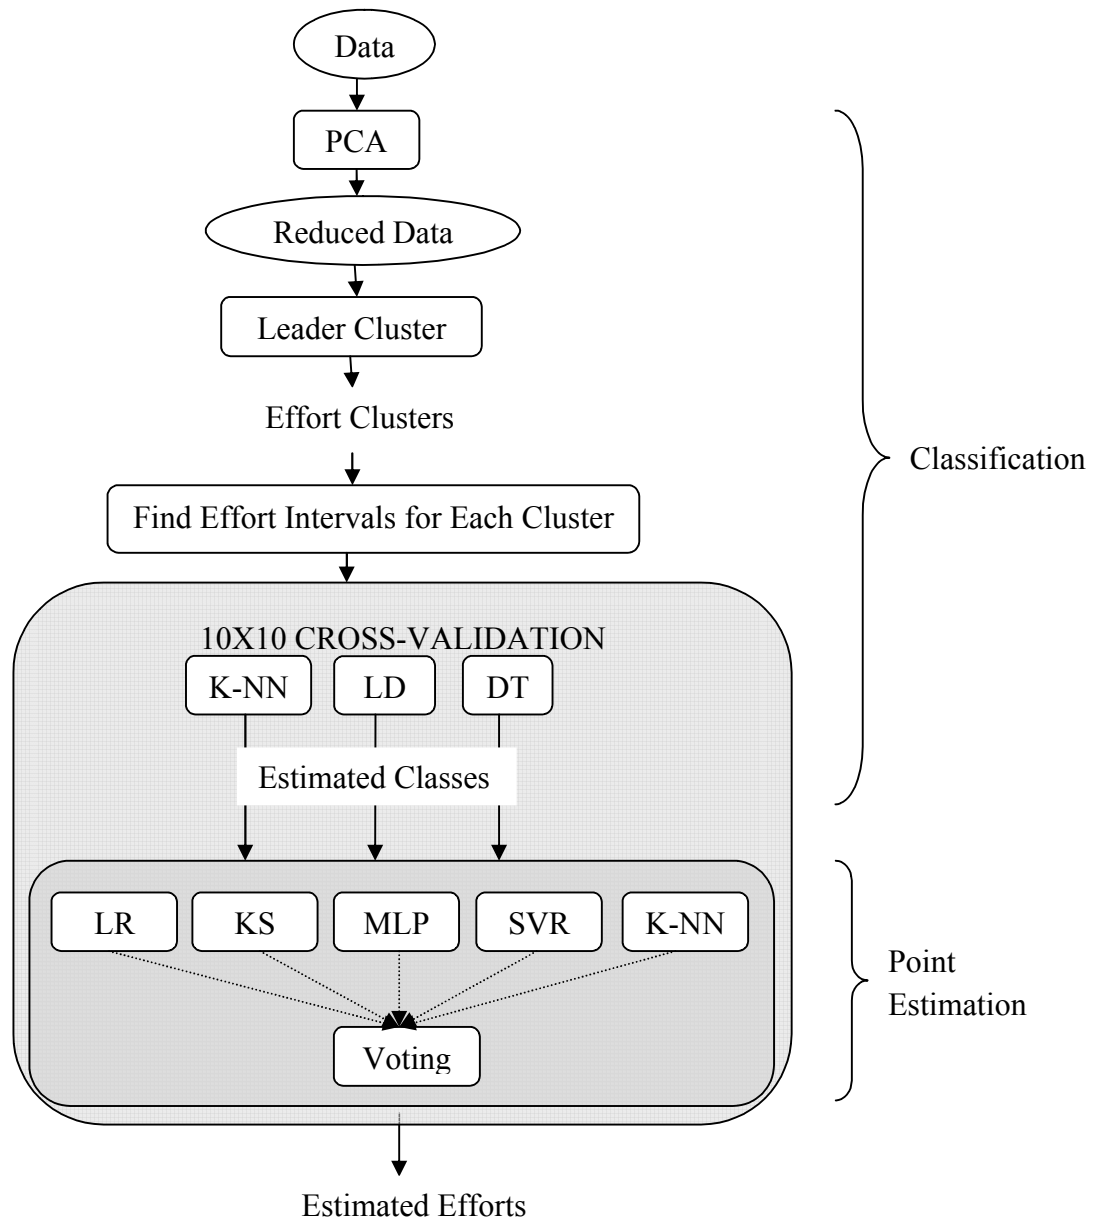 Data
PCA
Reduced Data
Leader Cluster
Effort Clusters
Classification
Find Effort Intervals for Each Cluster
10X10 CROSS-VALIDATION
K-NN LD DT
Estimated Classes
LR KS MLP SVR K-NN
Point
Estimation
Voting
Estimated Efforts